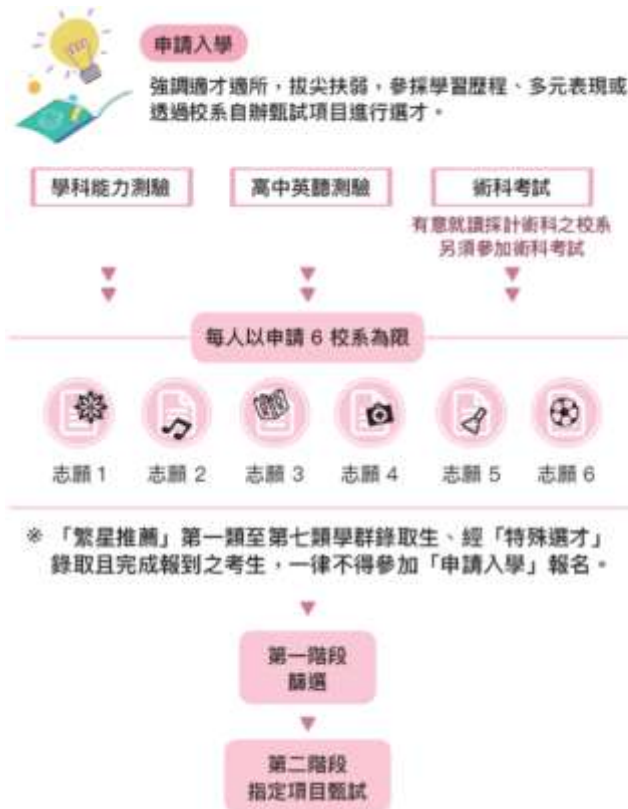 申請入學
強調適才適所，拔尖扶弱，參採學習歷程、多元表現或
透過校系自辦甄試項目進行選才。
學科能力測驗
高中英聽測驗
術科考試
有意就讀採計術科之校系
另須參加術科考試
每人以申請 6 校系為限
志願 1
志願 2
志願 3
志願 4
志願 5
志願 6
※ 「繁星推薦」第一類至第七類學群錄取生、經「特殊選才」
錄取且完成報到之考生，一律不得參加「申請入學」報名。
第一階段
篩選
第二階段
指定項目甄試